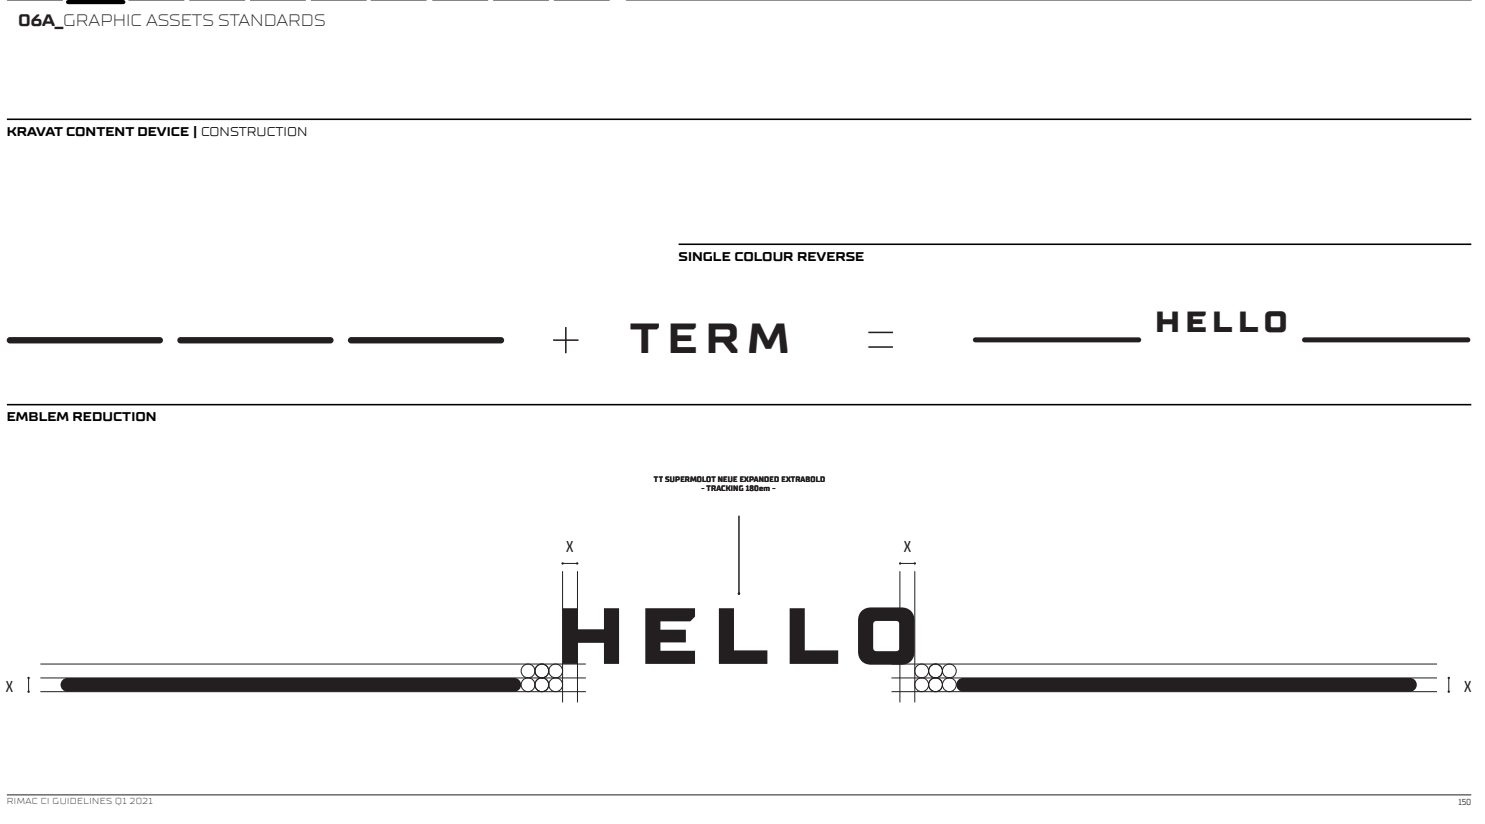 06A_GRAPHIC ASSETS STANDARDS
KRAVAT CONTENT DEVICE | CONSTRUCTION
SINGLE COLOUR REVERSE
+ TERM = HELLO
EMBLEM REDUCTION
TT SUPERMOLOT NEUE EXPANDED EXTRABOLD
- TRACKING 180em -
X X
HELLO
X X
RIMAC CI GUIDELINES Q1 2021 150